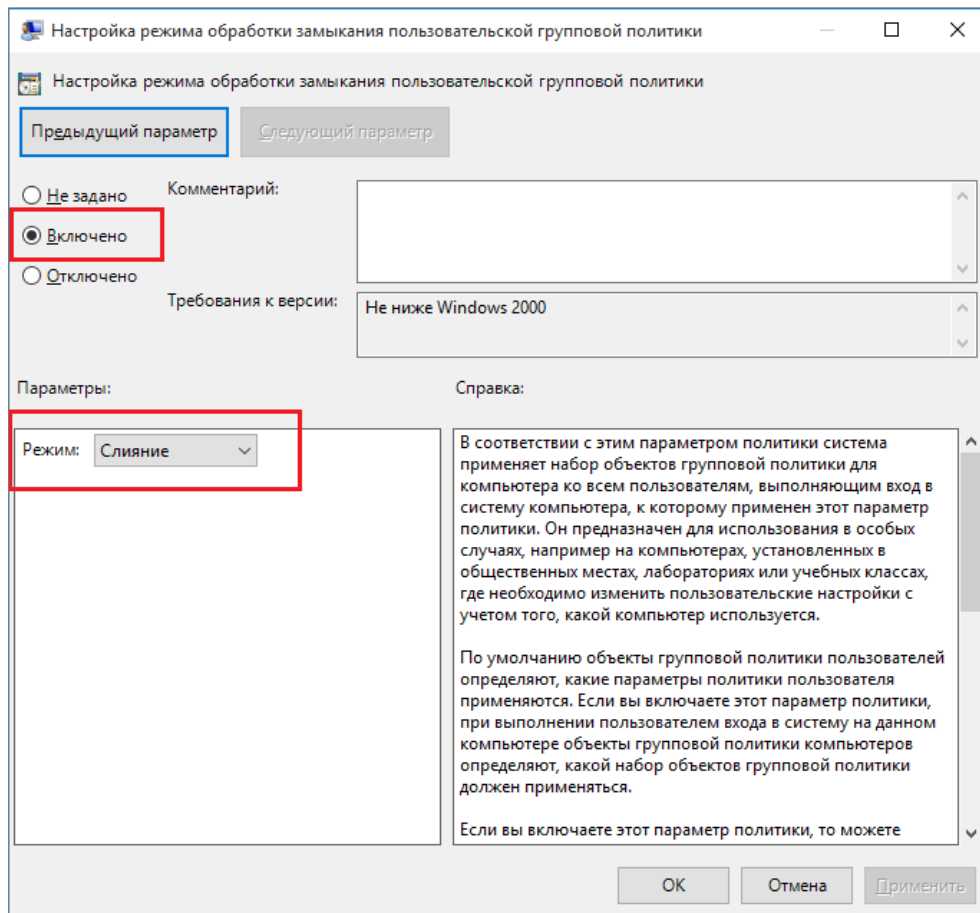 Настройка режима обработки замыкания пользовательской групповой политики
Настройка режима обработки замыкания пользовательской групповой политики
Предыдущий параметр
Следующий параметр
Не задано
Комментарий:
Включено
Отключено
Требования к версии:
Не ниже Windows 2000
Параметры:
Справка:
Режим:
Слияние
В соответствии с этим параметром политики система
применяет набор объектов групповой политики для
компьютера ко всем пользователям, выполняющим вход в
систему компьютера, к которому применен этот параметр
политики. Он предназначен для использования в особых
случаях, например на компьютерах, установленных в
общественных местах, лабораториях или учебных классах,
где необходимо изменить пользовательские настройки с
учетом того, какой компьютер используется.
По умолчанию объекты групповой политики пользователей
определяют, какие параметры политики пользователя
применяются. Если вы включаете этот параметр политики,
при выполнении пользователем входа в систему на данном
компьютере объекты групповой политики компьютеров
определяют, какой набор объектов групповой политики
должен применяться.
Если вы включаете этот параметр политики, то можете
ОК
Отмена
Применить